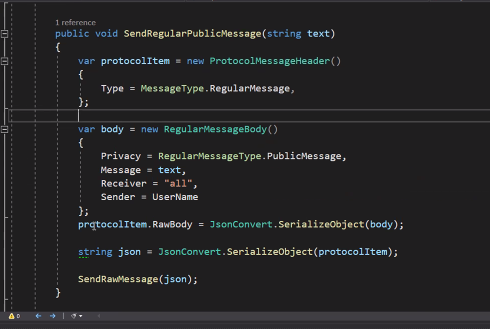 1 reference
public void SendRegularPublicMessage(string text)
{
var protocolItem = new ProtocolMessageHeader()
{
Type = MessageType.RegularMessage,
};
var body = new RegularMessageBody()
{
Privacy = RegularMessageType.PublicMessage,
Message = text,
Receiver = "all",
Sender = UserName
};
protocolItem.RawBody = JsonConvert.SerializeObject(body);
string json = JsonConvert.SerializeObject(protocolItem);
SendRawMessage(json);
}
0